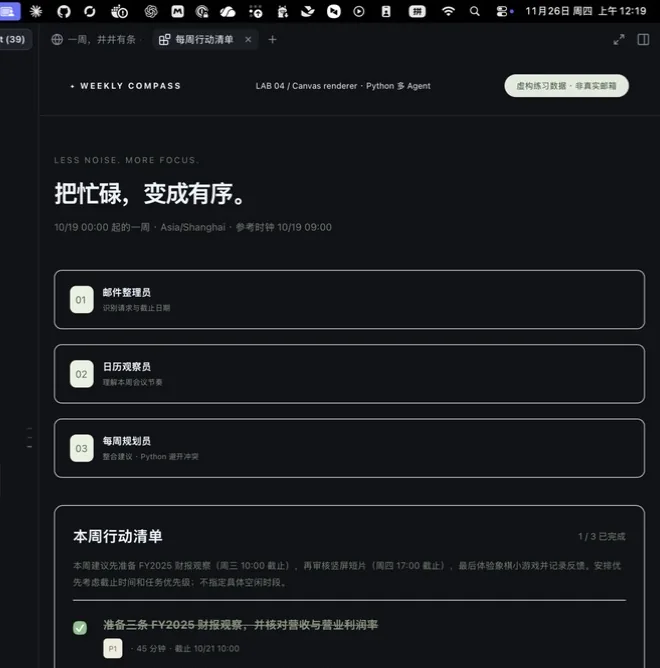 11月26日 周四 上午 12:19
t (39)
一周，井井有条
每周行动清单
WEEKLY COMPASS
LAB 04 / Canvas renderer · Python 多 Agent
虚构练习数据 · 非真实邮箱
LESS NOISE. MORE FOCUS.
把忙碌，变成有序。
10/19 00:00 起的一周 · Asia/Shanghai · 参考时钟 10/19 09:00
01
邮件整理员
识别请求与截止日期
02
日历观察员
理解本周会议节奏
03
每周规划员
整合建议 · Python 避开冲突
本周行动清单
1 / 3 已完成
本周建议先准备 FY2025 财报观察（周三 10:00 截止），再审核竖屏短片（周四 17:00 截止），最后体验象棋小游戏并记录反馈。安排优
先考虑截止时间和任务优先级；不指定具体空闲时段。
准备三条 FY2025 财报观察，并核对营收与营业利润率
P1 · 45 分钟 · 截止 10/21 10:00